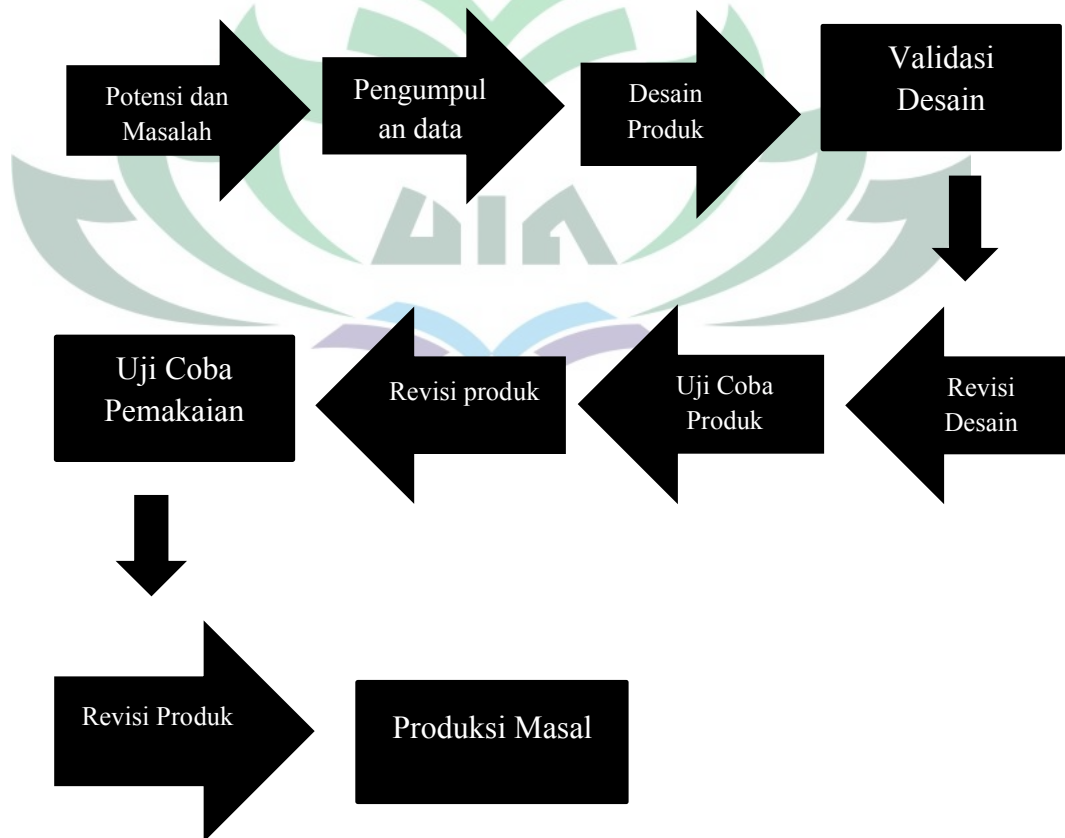 Potensi dan
Masalah
Pengumpul
an data
Desain
Produk
Validasi
Desain
UIN
Uji Coba
Pemakaian
Revisi produk
Uji Coba
Produk
Revisi
Desain
Revisi Produk
Produksi Masal